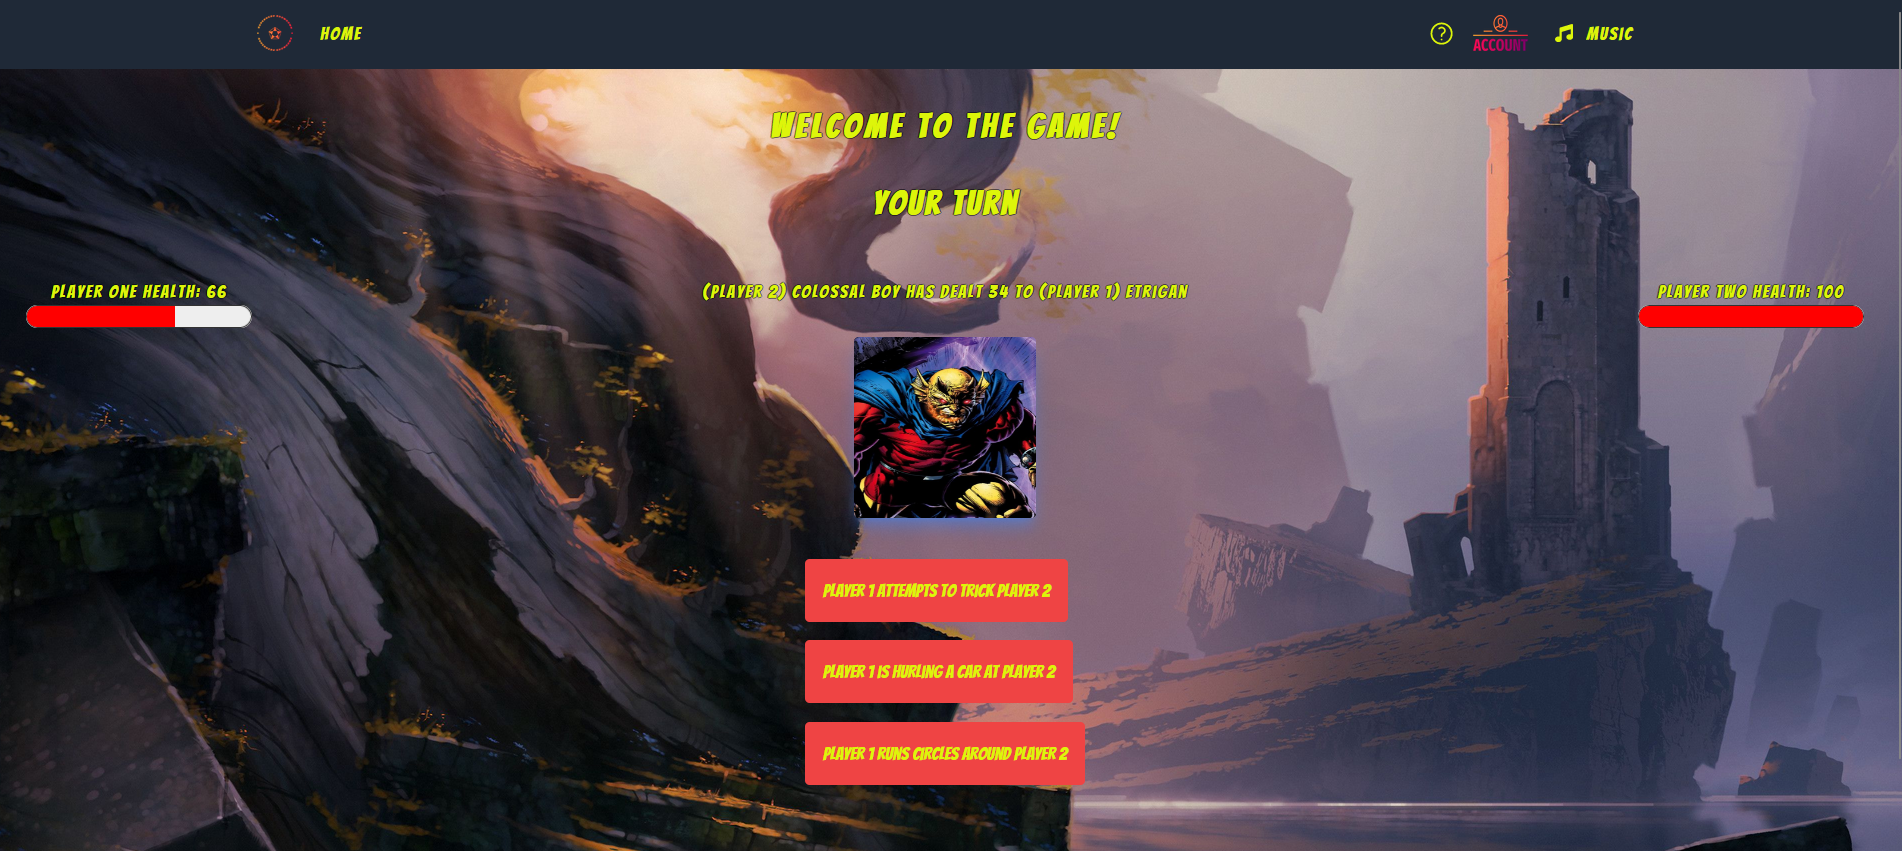 HOME
ACCOUNT
MUSIC
WELCOME TO THE GAME!
YOUR TURN
PLAYER ONE HEALTH: 66
(PLAYER 2) COLOSSAL BOY HAS DEALT 34 TO (PLAYER 1) ETRIGAN
PLAYER TWO HEALTH: 100
PLAYER 1 ATTEMPTS TO TRICK PLAYER 2
PLAYER 1 IS HURLING A CAR AT PLAYER 2
PLAYER 1 RUNS CIRCLES AROUND PLAYER 2